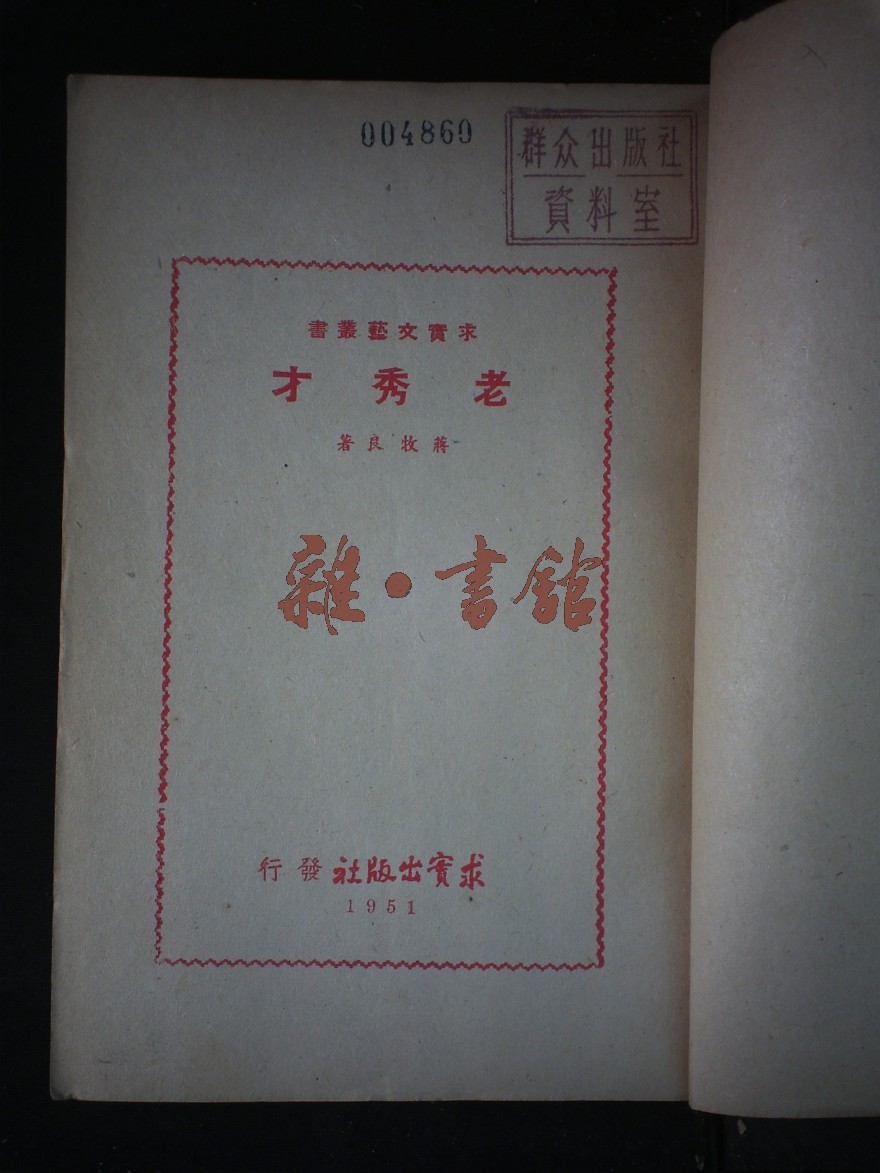 004860
群众出版社
資料室
求實文藝叢書
老秀才
蔣牧良著
雜·書館
求實出版社發行
1951